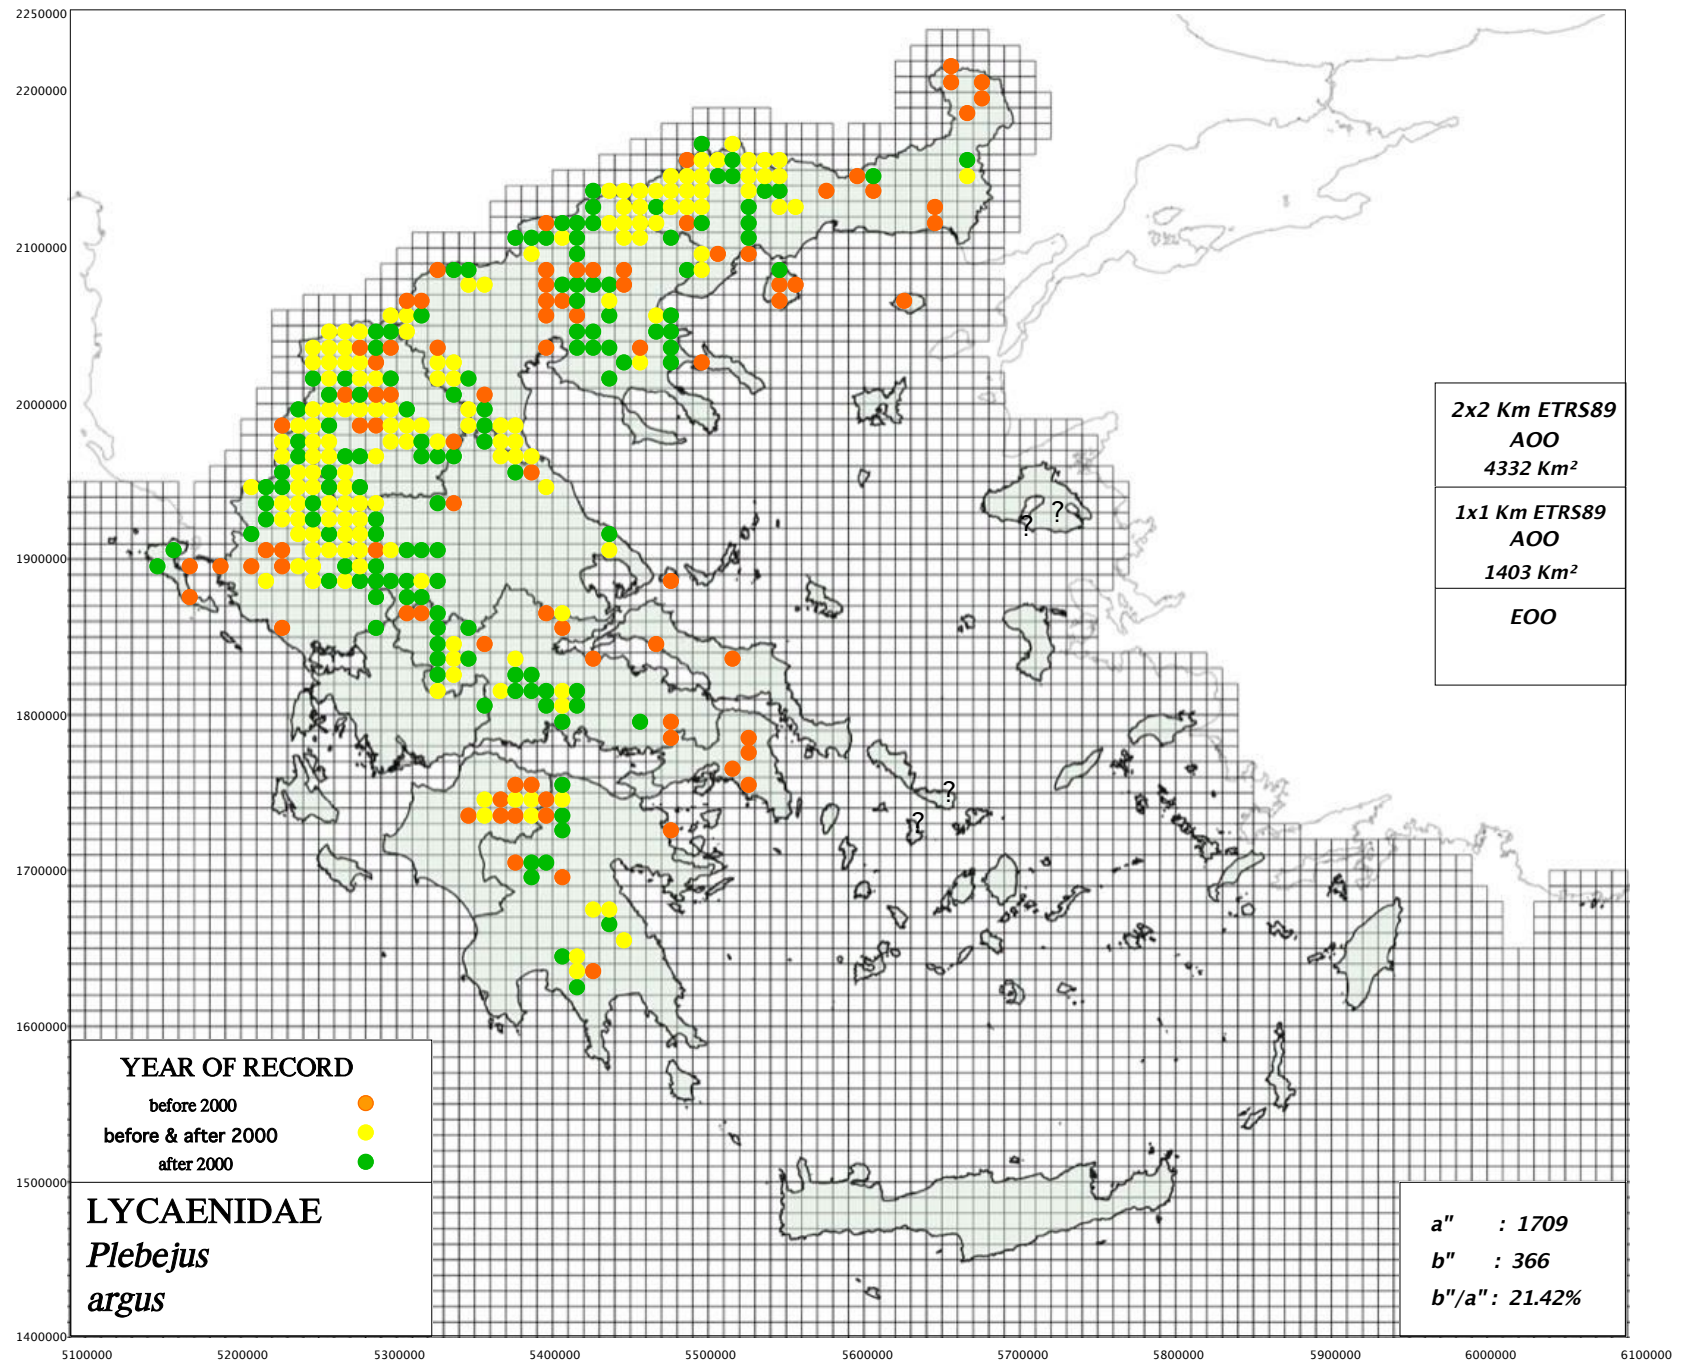 2250000
2200000
2100000
2000000
1900000
1800000
1700000
1600000
1500000
1400000
2x2 Km ETRS89
AOO
4332 Km²
1x1 Km ETRS89
AOO
1403 Km²
EOO
? ?
?
?
YEAR OF RECORD
before 2000
before & after 2000
after 2000
LYCAENIDAE
Plebejus
argus
a" : 1709
b" : 366
b"/a" : 21.42%
5100000 5200000 5300000 5400000 5500000 5600000 5700000 5800000 5900000 6000000 6100000